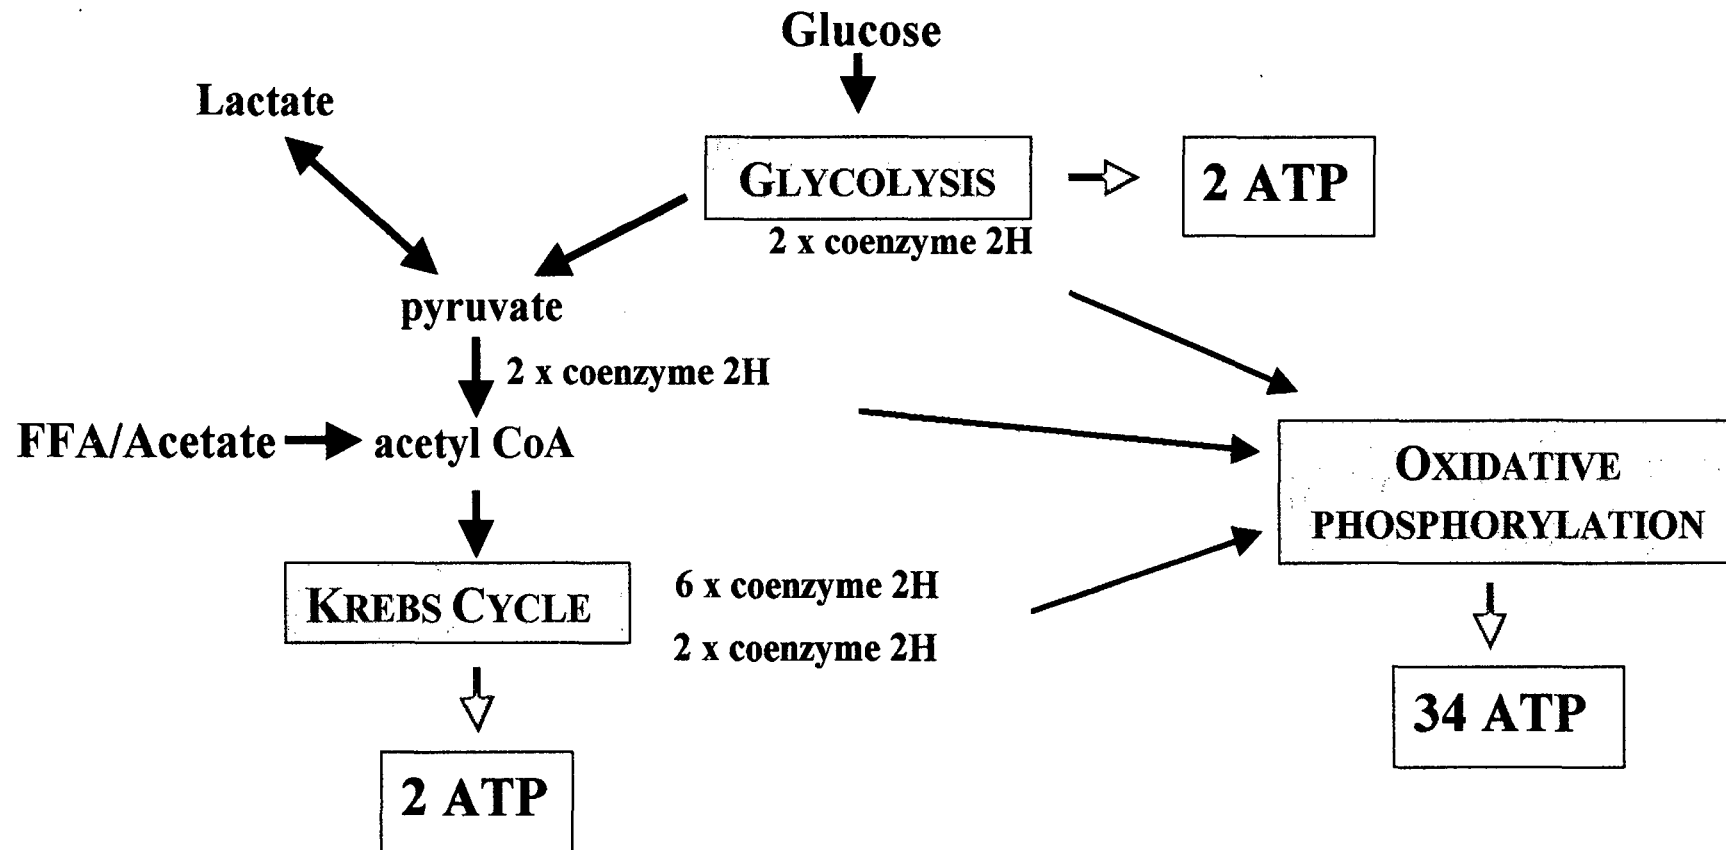 Glucose
Lactate
GLYCOLYSIS
2 ATP
2 x coenzyme 2H
pyruvate
2 x coenzyme 2H
FFA/Acetate
acetyl CoA
OXIDATIVE
PHOSPHORYLATION
KREBS CYCLE
6 x coenzyme 2H
2 x coenzyme 2H
34 ATP
2 ATP